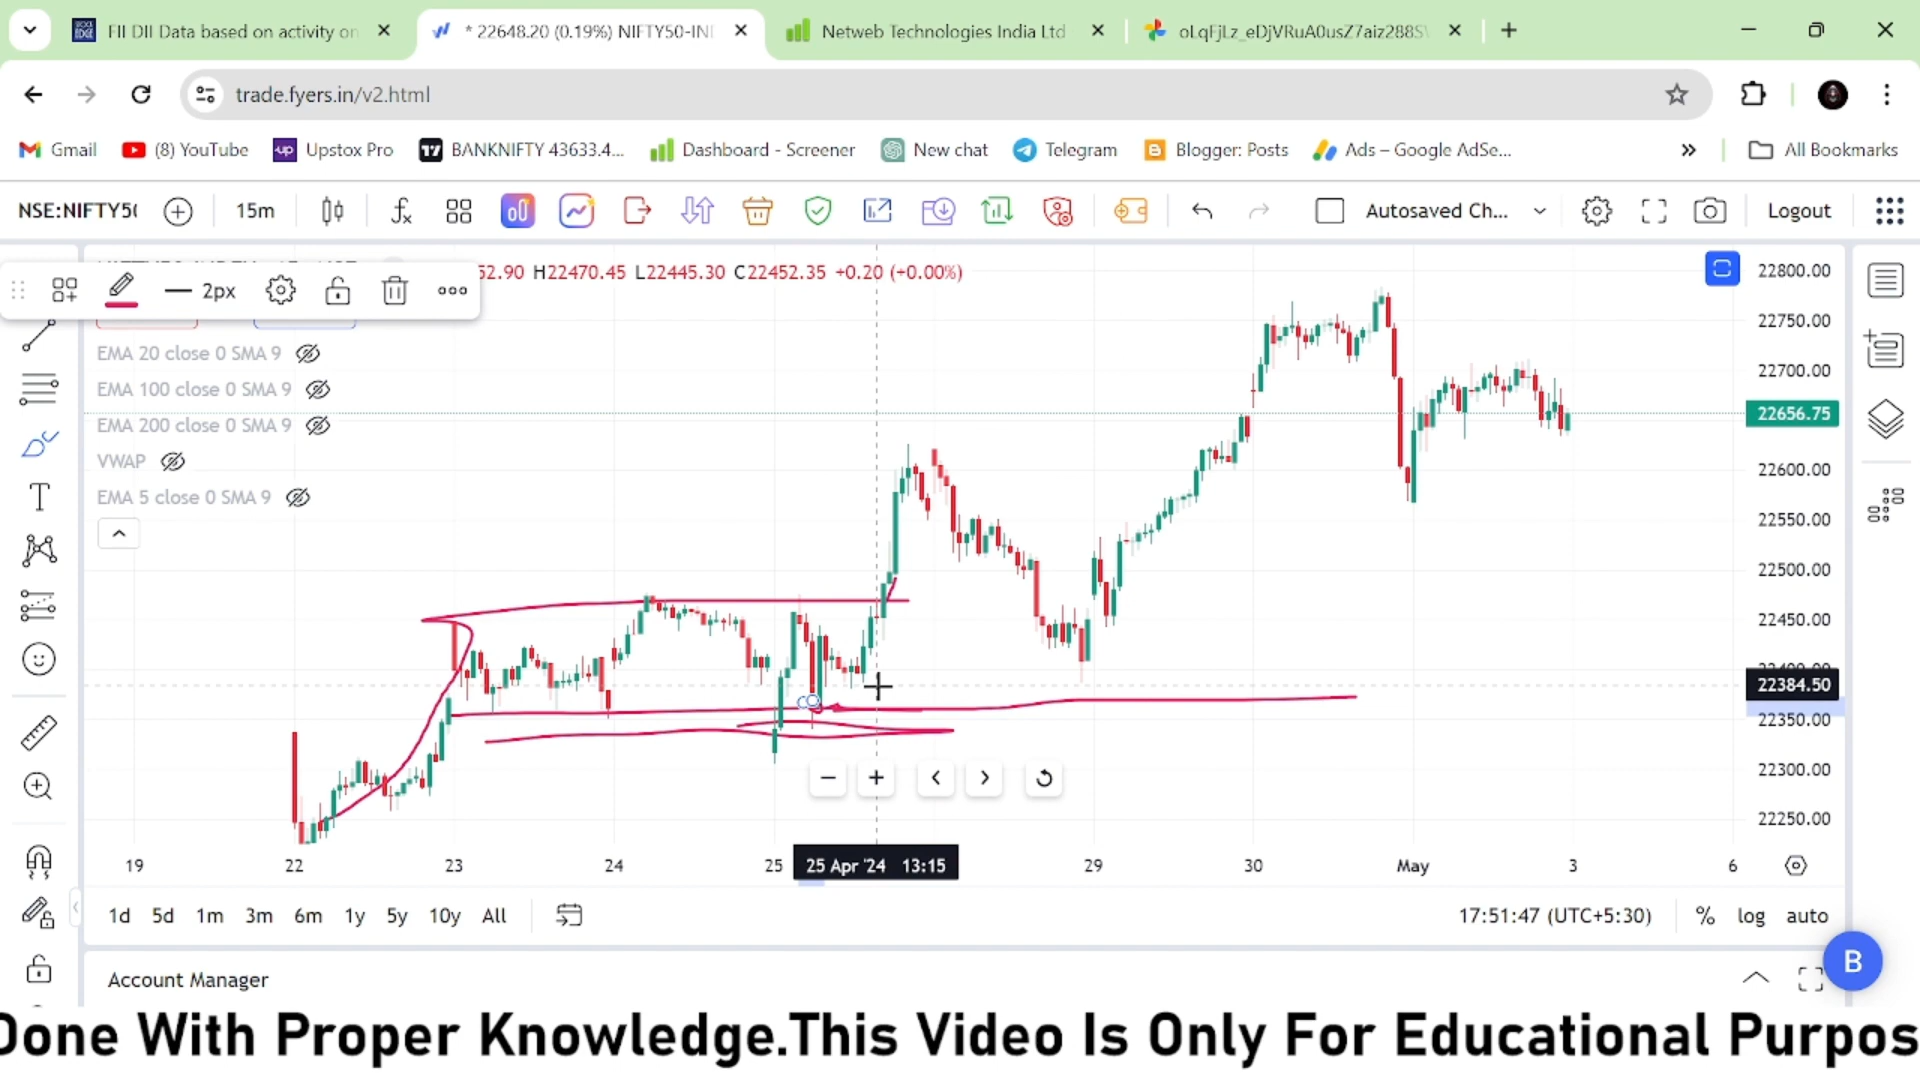 FII DII Data based on activity on
* 22648.20 (0.19%) NIFTY50-IN
Netweb Technologies India Ltd
oLqFjLz_eDjVRuA0usZ7aiz288S
trade.fyers.in/v2.html
Gmail
(8) YouTube
up Upstox Pro
BANKNIFTY 43633.4...
Dashboard - Screener
New chat
Telegram
Blogger: Posts
Ads – Google AdSe...
All Bookmarks
NSE:NIFTY50
15m
Autosaved Ch...
Logout
2px
52.90 H22470.45 L22445.30 C22452.35 +0.20 (+0.00%)
EMA 20 close 0 SMA 9
EMA 100 close 0 SMA 9
EMA 200 close 0 SMA 9
VWAP
EMA 5 close 0 SMA 9
22800.00
22750.00
22700.00
22656.75
22600.00
22550.00
22500.00
22450.00
22400.00
22384.50
22350.00
22300.00
22250.00
19 22 23 24 25 25 Apr '24 13:15 29 30 May 3 6
1d 5d 1m 3m 6m 1y 5y 10y All
17:51:47 (UTC+5:30) % log auto
B
Account Manager
Done With Proper Knowledge.This Video Is Only For Educational Purpos